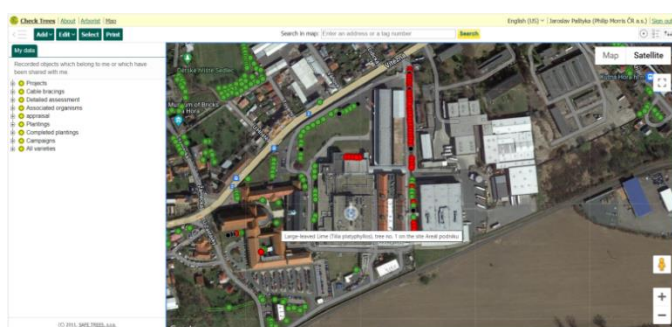 Check Trees | About | Arborist | Map
English (US) | Jaroslav Paštyka (Philip Morris ČR a.s.) | Sign out
Add Edit Select Print
Search in map: Enter an address or a tag number Search
My data
Map Satellite
Recorded objects which belong to me or which have
been shared with me
Projects
Cable bracings
Detailed assessment
Associated organisms
appraisal
Plantings
Completed plantings
Campaigns
All varieties
Museum of Bricks
Large-leaved Lime (Tilia platyphyllos), tree no. 1 on the site Areál podniku
(C) 2011, SAFE TREES, s.r.o.